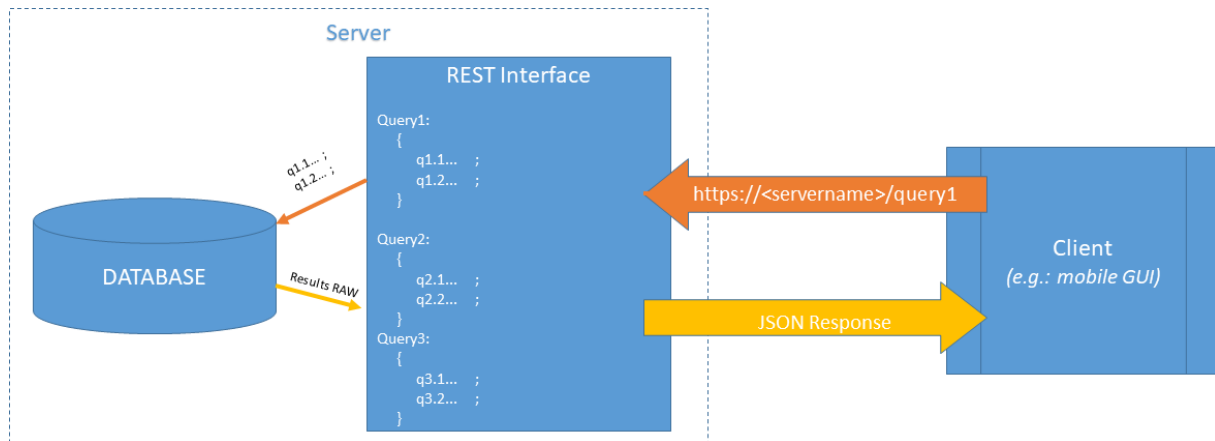 Server
REST Interface
Query1:
{
q1.1... ;
q1.2... ;
}
Query2:
{
q2.1... ;
q2.2... ;
}
Query3:
{
q3.1... ;
q3.2... ;
}
q1.1... ;
q1.2... ;
DATABASE
Results RAW
https://<servername>/query1
JSON Response
Client
(e.g.: mobile GUI)